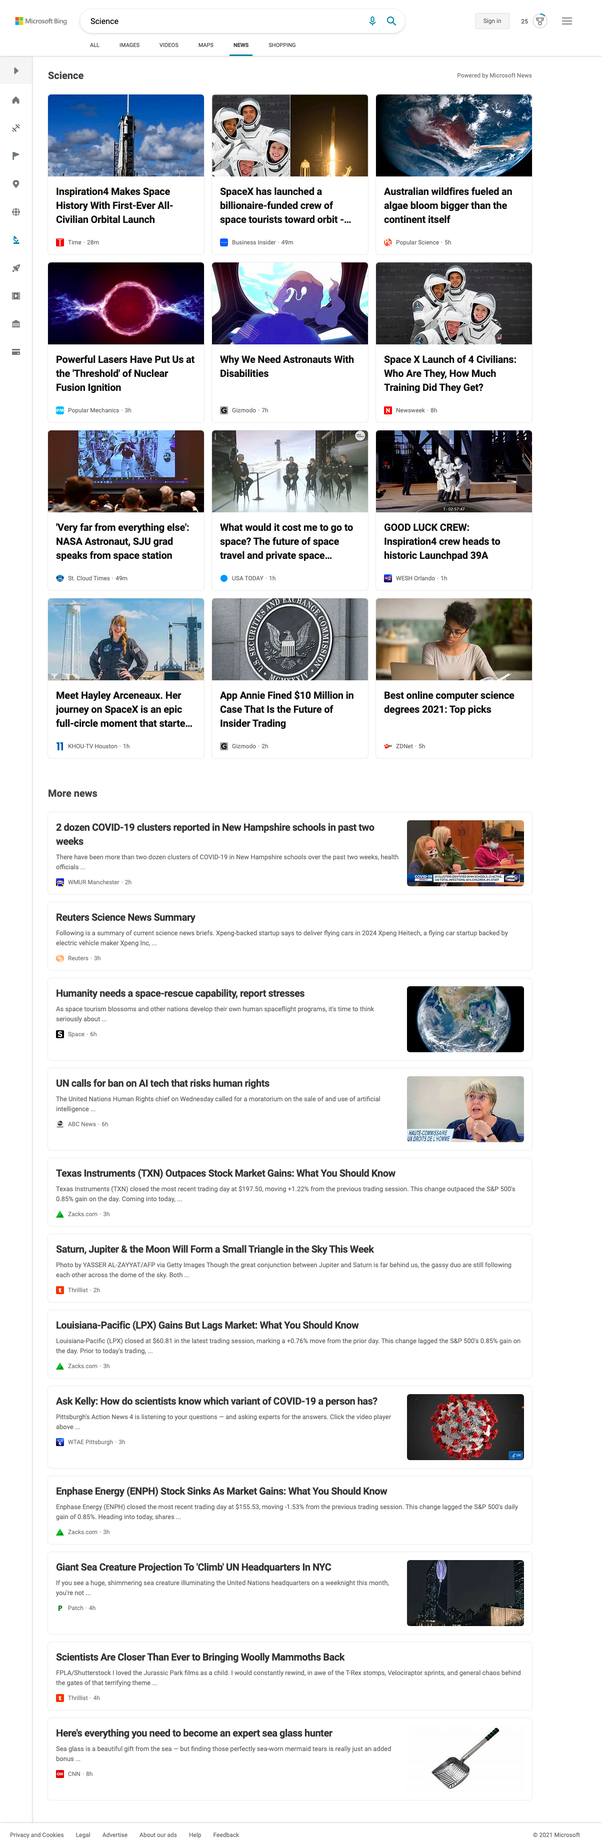 Microsoft Bing
Science
Sign in
25
ALL IMAGES VIDEOS MAPS NEWS SHOPPING
Science
Powered by Microsoft News
Inspiration4 Makes Space
History With First-Ever All-
Civilian Orbital Launch
Time · 28m
SpaceX has launched a
billionaire-funded crew of
space tourists toward orbit -...
Business Insider · 49m
Australian wildfires fueled an
algae bloom bigger than the
continent itself
Popular Science · 5h
Powerful Lasers Have Put Us at
the 'Threshold' of Nuclear
Fusion Ignition
Popular Mechanics · 3h
Why We Need Astronauts With
Disabilities
Gizmodo · 7h
Space X Launch of 4 Civilians:
Who Are They, How Much
Training Did They Get?
Newsweek · 8h
'Very far from everything else':
NASA Astronaut, SJU grad
speaks from space station
St. Cloud Times · 49m
What would it cost me to go to
space? The future of space
travel and private space...
USA TODAY · 1h
GOOD LUCK CREW:
Inspiration4 crew heads to
historic Launchpad 39A
WESH Orlando · 1h
SECURITIES AND EXCHANGE COMMISSION
MCMXXXIV
Meet Hayley Arceneaux. Her
journey on SpaceX is an epic
full-circle moment that starte...
KHOU-TV Houston · 1h
App Annie Fined $10 Million in
Case That Is the Future of
Insider Trading
Gizmodo · 2h
Best online computer science
degrees 2021: Top picks
ZDNet · 5h
More news
2 dozen COVID-19 clusters reported in New Hampshire schools in past two
weeks
There have been more than two dozen clusters of COVID-19 in New Hampshire schools over the past two weeks, health
officials ...
WMUR Manchester · 2h
Reuters Science News Summary
Following is a summary of current science news briefs. Xpeng-backed startup says to deliver flying cars in 2024 Xpeng Heitech, a flying car startup backed by
electric vehicle maker Xpeng Inc, ...
Reuters · 3h
Humanity needs a space-rescue capability, report stresses
As space tourism blossoms and other nations develop their own human spaceflight programs, it's time to think
seriously about ...
Space · 6h
UN calls for ban on AI tech that risks human rights
The United Nations Human Rights chief on Wednesday called for a moratorium on the sale of and use of artificial
intelligence ...
ABC News · 6h
HAUTE-COMMISSAIRE
UX DROITS DE L'HOMME
Texas Instruments (TXN) Outpaces Stock Market Gains: What You Should Know
Texas Instruments (TXN) closed the most recent trading day at $197.50, moving +1.22% from the previous trading session. This change outpaced the S&P 500's
0.85% gain on the day. Coming into today, ...
Zacks.com · 3h
Saturn, Jupiter & the Moon Will Form a Small Triangle in the Sky This Week
Photo by YASSER AL-ZAYYAT/AFP via Getty Images Though the great conjunction between Jupiter and Saturn is far behind us, the gassy duo are still following
each other across the dome of the sky. Both ...
Thrillist · 2h
Louisiana-Pacific (LPX) Gains But Lags Market: What You Should Know
Louisiana-Pacific (LPX) closed at $60.81 in the latest trading session, marking a +0.76% move from the prior day. This change lagged the S&P 500's 0.85% gain on
the day. Prior to today's trading, ...
Zacks.com · 3h
Ask Kelly: How do scientists know which variant of COVID-19 a person has?
Pittsburgh's Action News 4 is listening to your questions — and asking experts for the answers. Click the video player
above ...
WTAE Pittsburgh · 3h
Enphase Energy (ENPH) Stock Sinks As Market Gains: What You Should Know
Enphase Energy (ENPH) closed the most recent trading day at $155.53, moving -1.53% from the previous trading session. This change lagged the S&P 500's daily
gain of 0.85%. Heading into today, shares ...
Zacks.com · 3h
Giant Sea Creature Projection To 'Climb' UN Headquarters In NYC
If you see a huge, shimmering sea creature illuminating the United Nations headquarters on a weeknight this month,
you're not ...
Patch · 4h
Scientists Are Closer Than Ever to Bringing Woolly Mammoths Back
FPLA/Shutterstock I loved the Jurassic Park films as a child. I would constantly rewind, in awe of the T-Rex stomps, Velociraptor sprints, and general chaos behind
the gates of that terrifying theme ...
Thrillist · 4h
Here's everything you need to become an expert sea glass hunter
Sea glass is a beautiful gift from the sea — but finding those perfectly sea-worn mermaid tears is really just an added
bonus ...
CNN · 8h
Privacy and Cookies Legal Advertise About our ads Help Feedback
© 2021 Microsoft